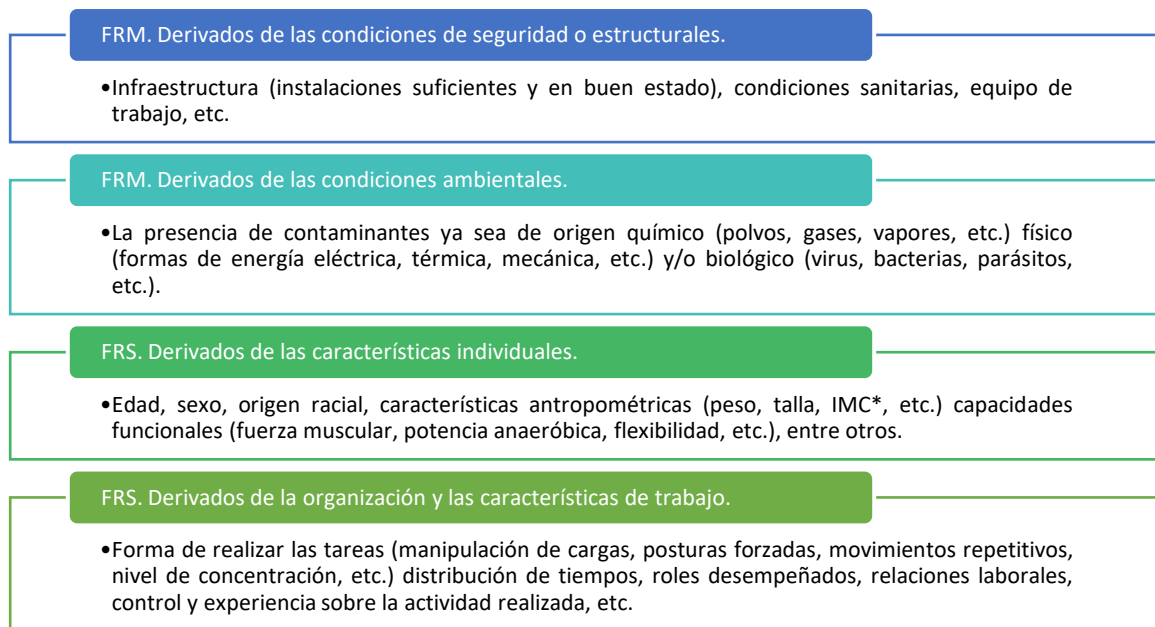 FRM. Derivados de las condiciones de seguridad o estructurales.
•Infraestructura (instalaciones suficientes y en buen estado), condiciones sanitarias, equipo de
trabajo, etc.
FRM. Derivados de las condiciones ambientales.
•La presencia de contaminantes ya sea de origen químico (polvos, gases, vapores, etc.) físico
(formas de energía eléctrica, térmica, mecánica, etc.) y/o biológico (virus, bacterias, parásitos,
etc.).
FRS. Derivados de las características individuales.
•Edad, sexo, origen racial, características antropométricas (peso, talla, IMC*, etc.) capacidades
funcionales (fuerza muscular, potencia anaeróbica, flexibilidad, etc.), entre otros.
FRS. Derivados de la organización y las características de trabajo.
•Forma de realizar las tareas (manipulación de cargas, posturas forzadas, movimientos repetitivos,
nivel de concentración, etc.) distribución de tiempos, roles desempeñados, relaciones laborales,
control y experiencia sobre la actividad realizada, etc.